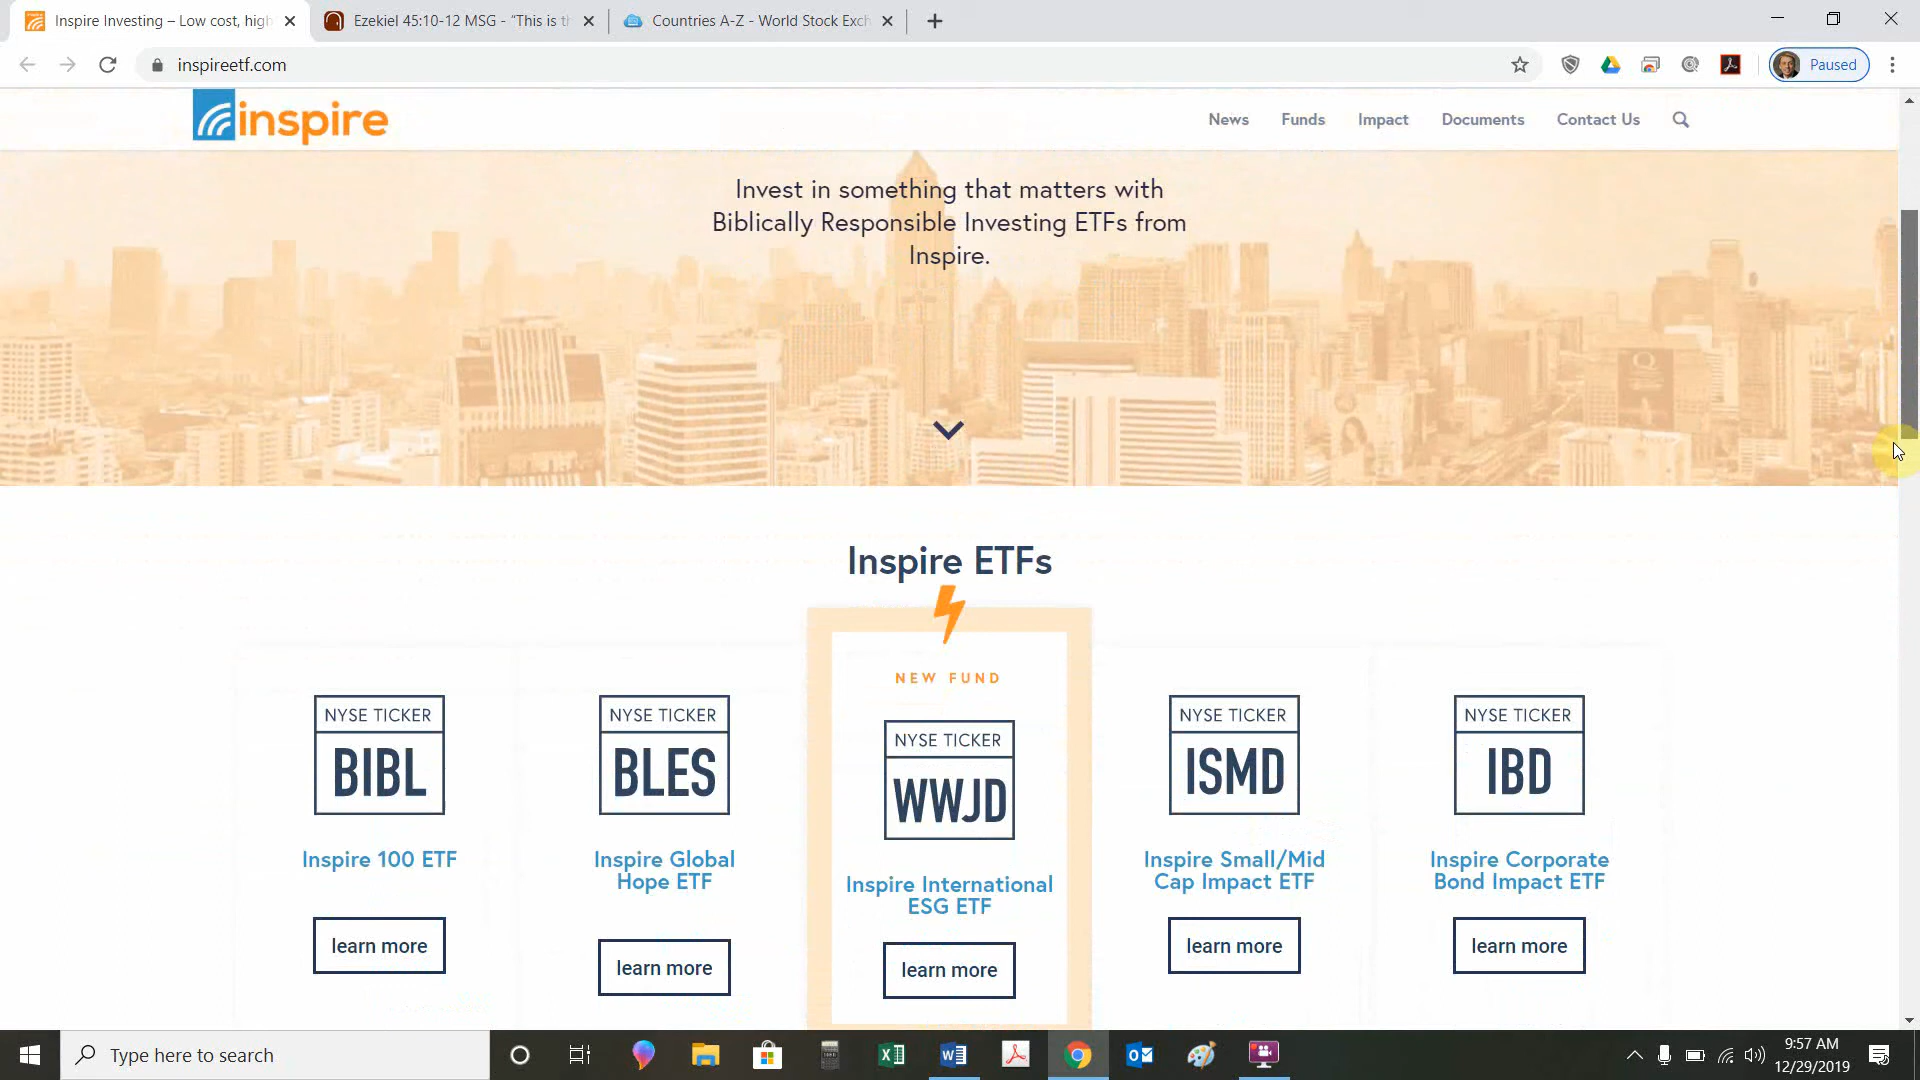 Inspire Investing – Low cost, high
Ezekiel 45:10-12 MSG - “This is t
Countries A-Z - World Stock Exch
inspireetf.com
Paused
inspire
News
Funds
Impact
Documents
Contact Us
Invest in something that matters with
Biblically Responsible Investing ETFs from
Inspire.
Inspire ETFs
NYSE TICKER
BIBL
Inspire 100 ETF
learn more
NYSE TICKER
BLES
Inspire Global
Hope ETF
learn more
NEW FUND
NYSE TICKER
WWJD
Inspire International
ESG ETF
learn more
NYSE TICKER
ISMD
Inspire Small/Mid
Cap Impact ETF
learn more
NYSE TICKER
IBD
Inspire Corporate
Bond Impact ETF
learn more
Type here to search
9:57 AM
12/29/2019